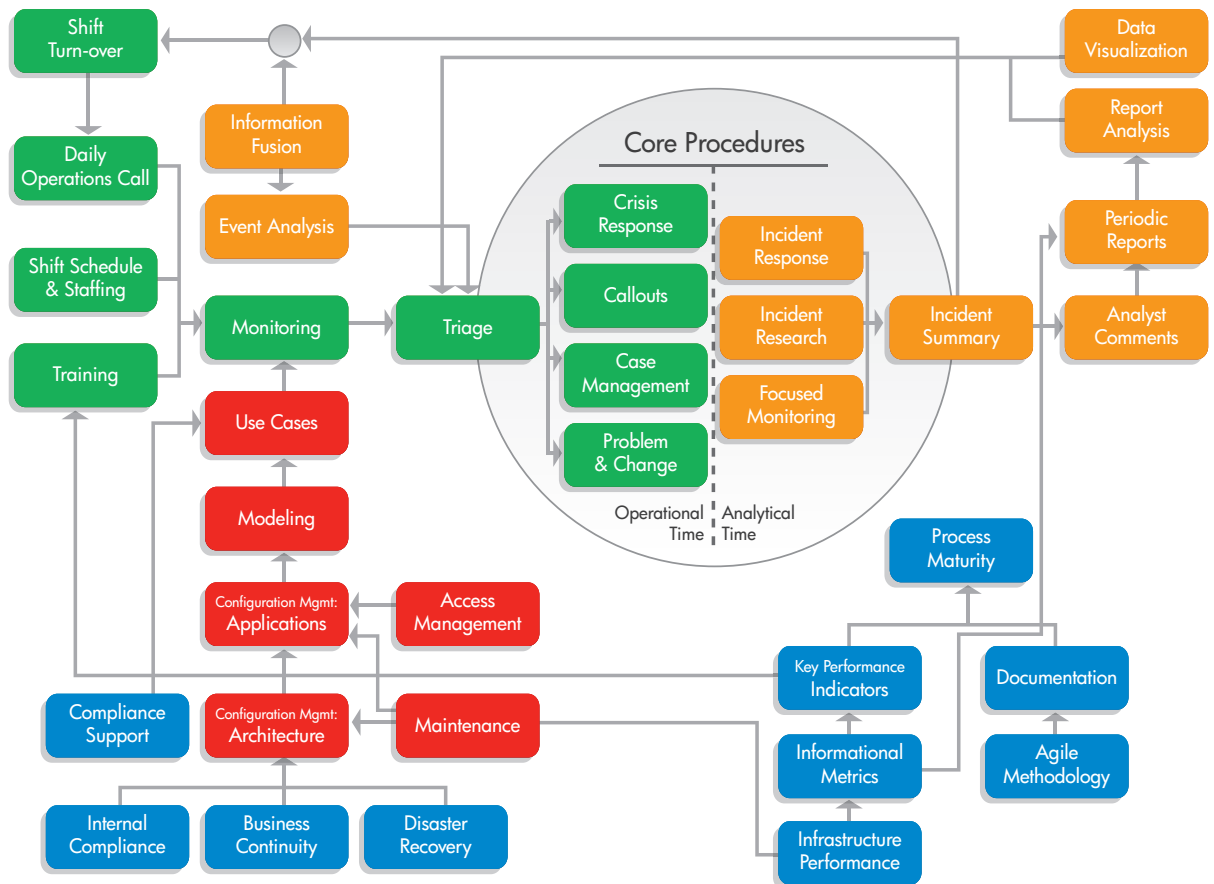 Shift
Turn-over
Data
Visualization
Information
Fusion
Report
Analysis
Daily
Operations Call
Core Procedures
Crisis
Response
Event Analysis
Incident
Response
Periodic
Reports
Shift Schedule
& Staffing
Callouts
Monitoring
Triage
Incident
Research
Incident
Summary
Analyst
Comments
Training
Case
Management
Focused
Monitoring
Use Cases
Problem
& Change
Modeling
Operational
Time
Analytical
Time
Process
Maturity
Configuration Mgmt:
Applications
Access
Management
Key Performance
Indicators
Documentation
Compliance
Support
Configuration Mgmt:
Architecture
Maintenance
Informational
Metrics
Agile
Methodology
Internal
Compliance
Business
Continuity
Disaster
Recovery
Infrastructure
Performance